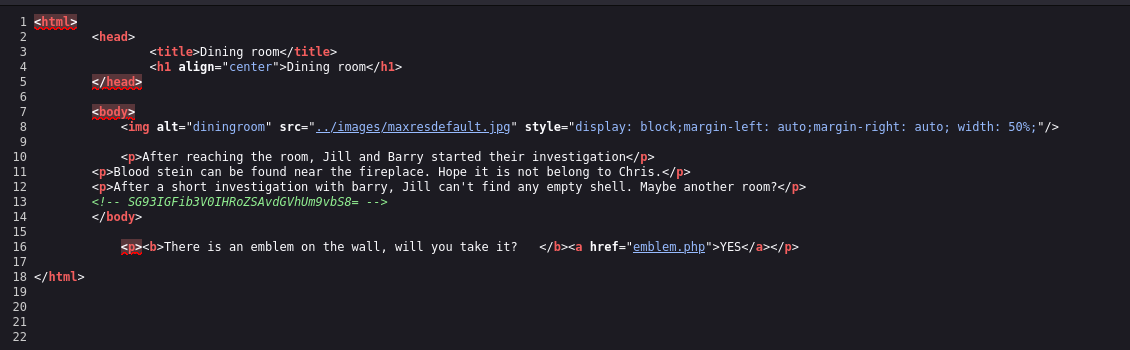 1 <html>
2 <head>
3 <title>Dining room</title>
4 <h1 align="center">Dining room</h1>
5 </head>
6
7 <body>
8 <img alt="diningroom" src="../images/maxresdefault.jpg" style="display: block;margin-left: auto;margin-right: auto; width: 50%;"/>
9
10 <p>After reaching the room, Jill and Barry started their investigation</p>
11 <p>Blood stein can be found near the fireplace. Hope it is not belong to Chris.</p>
12 <p>After a short investigation with barry, Jill can't find any empty shell. Maybe another room?</p>
13 <!-- SG93IGFib3V0IHRoZSAvdGVhUm9vbS8= -->
14 </body>
15
16 <p><b>There is an emblem on the wall, will you take it? </b><a href="emblem.php">YES</a></p>
17
18 </html>
19
20
21
22